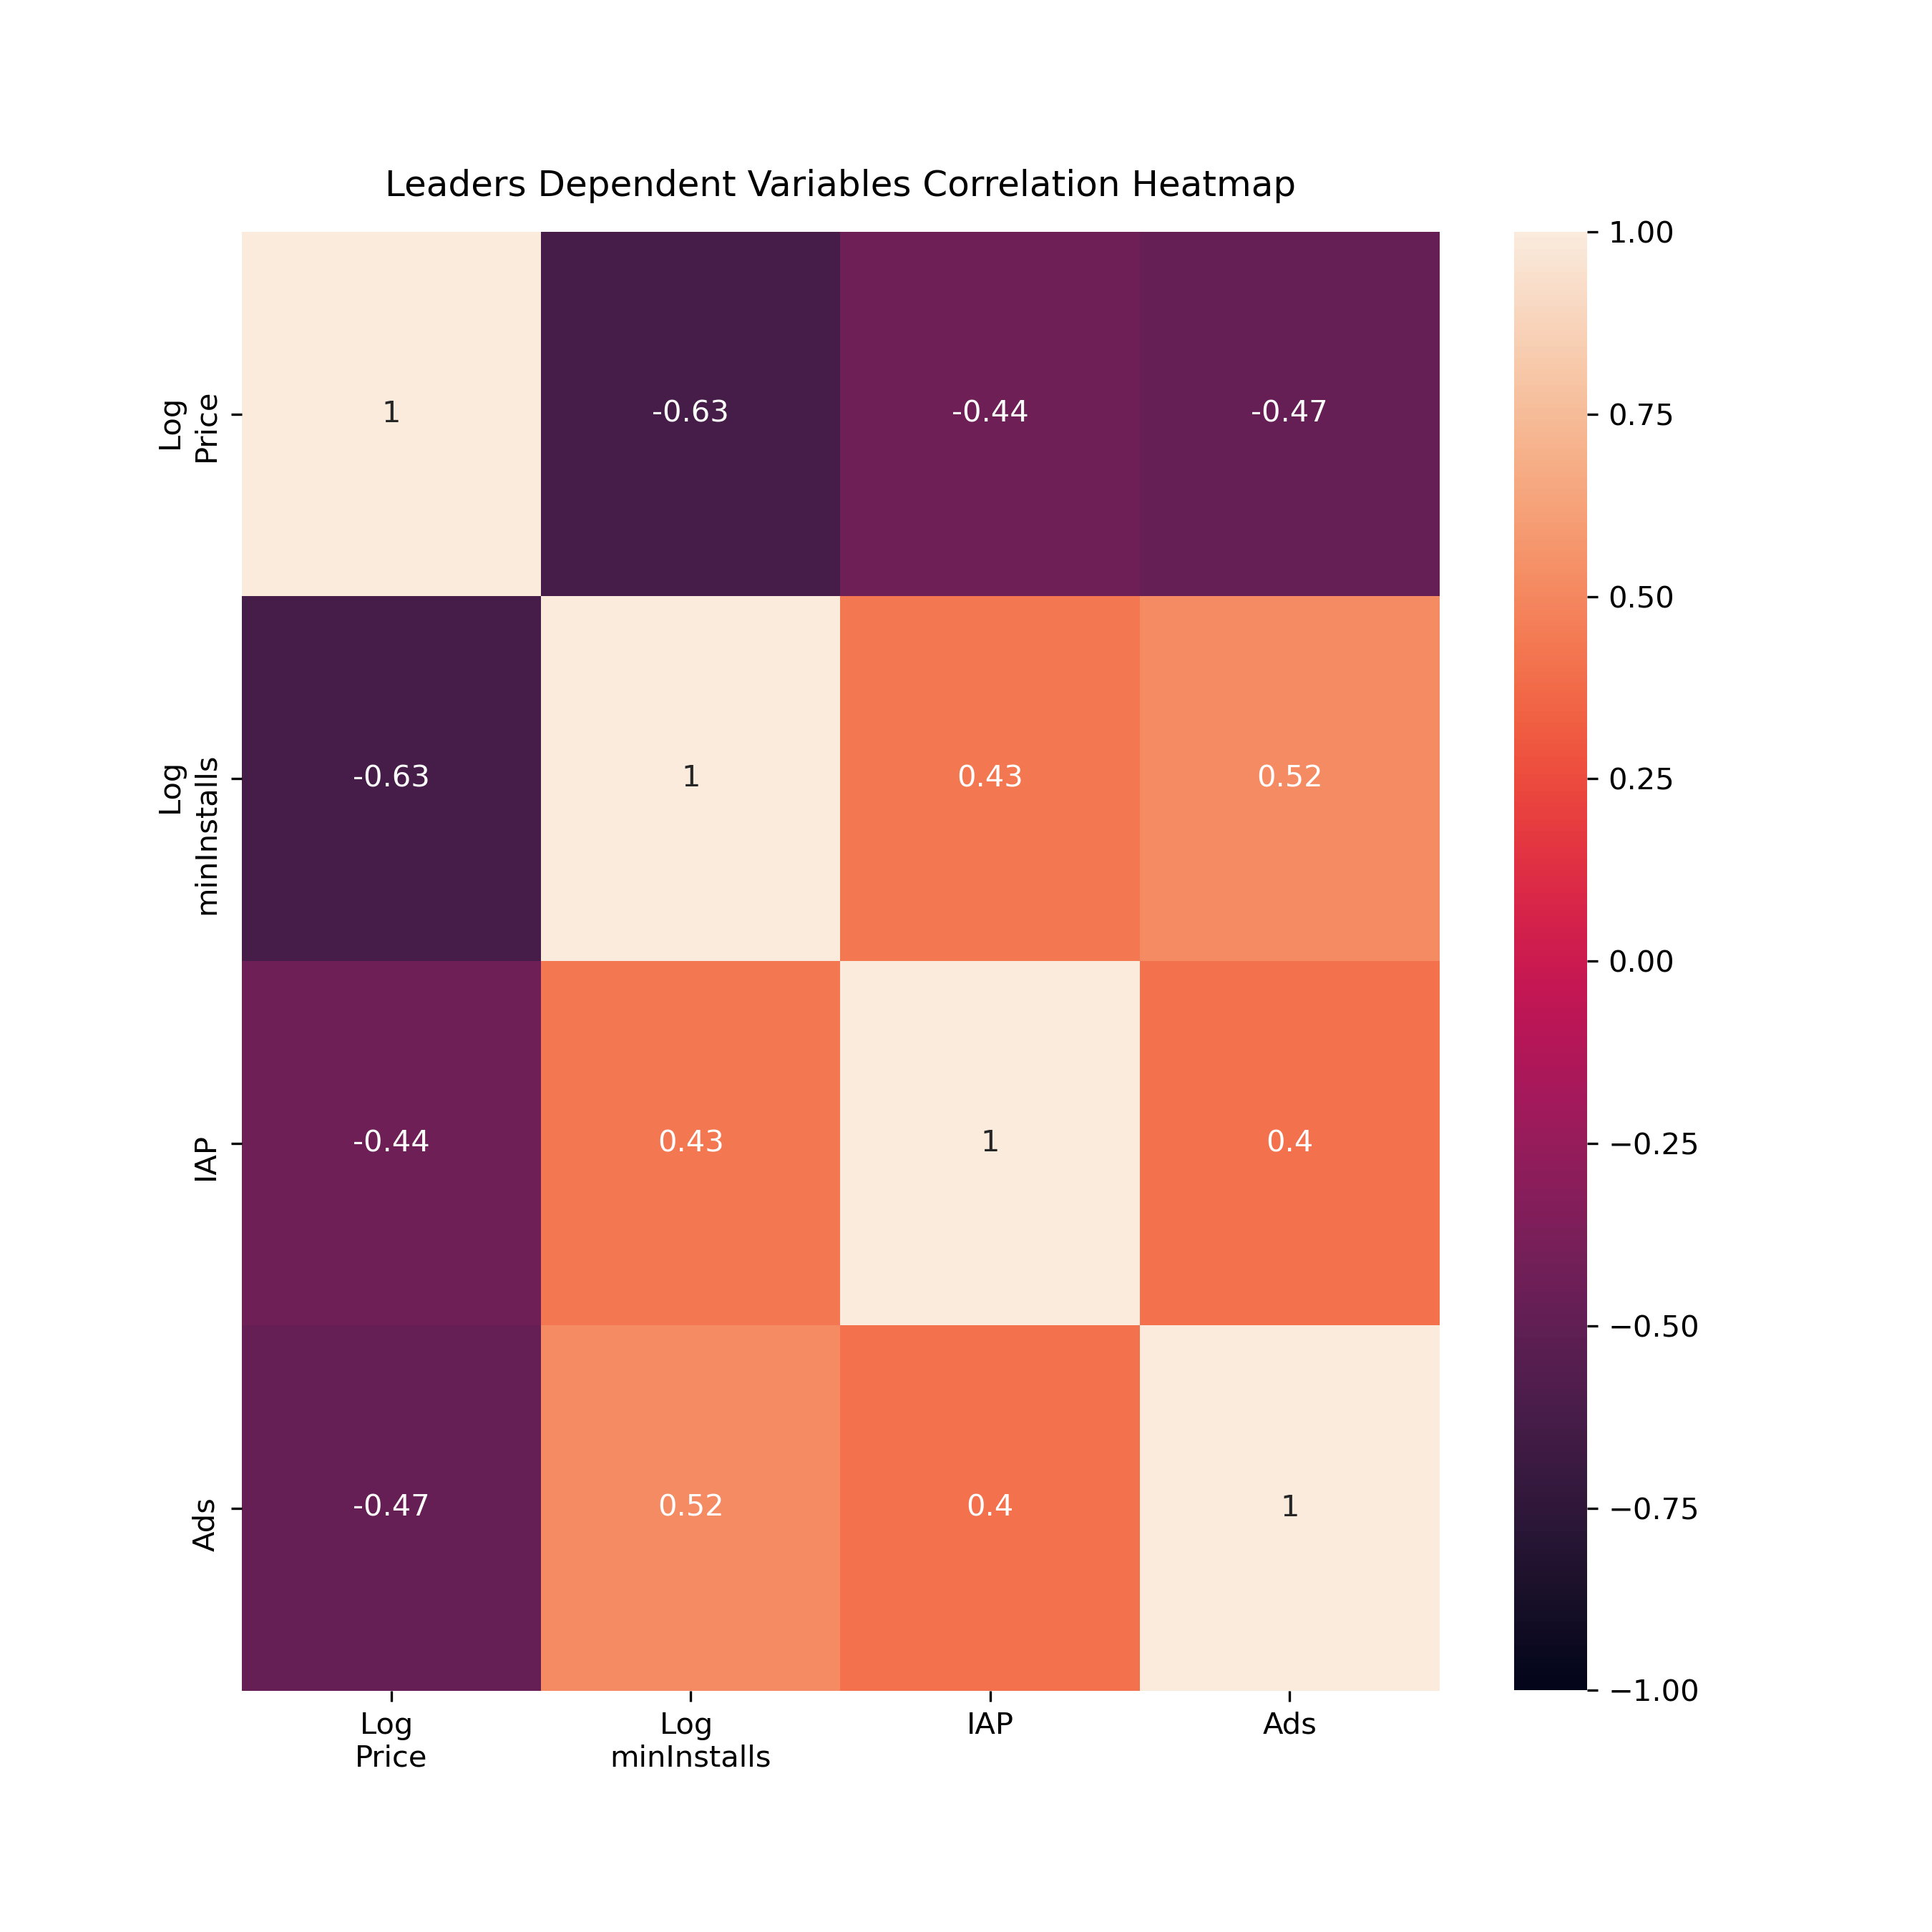 Leaders Dependent Variables Correlation Heatmap
Log
Price
1
-0.63
-0.44
-0.47
Log
minInstalls
-0.63
1
0.43
0.52
IAP
-0.44
0.43
1
0.4
Ads
-0.47
0.52
0.4
1
Log
Price
Log
minInstalls
IAP
Ads
1.00
0.75
0.50
0.25
0.00
−0.25
−0.50
−0.75
−1.00